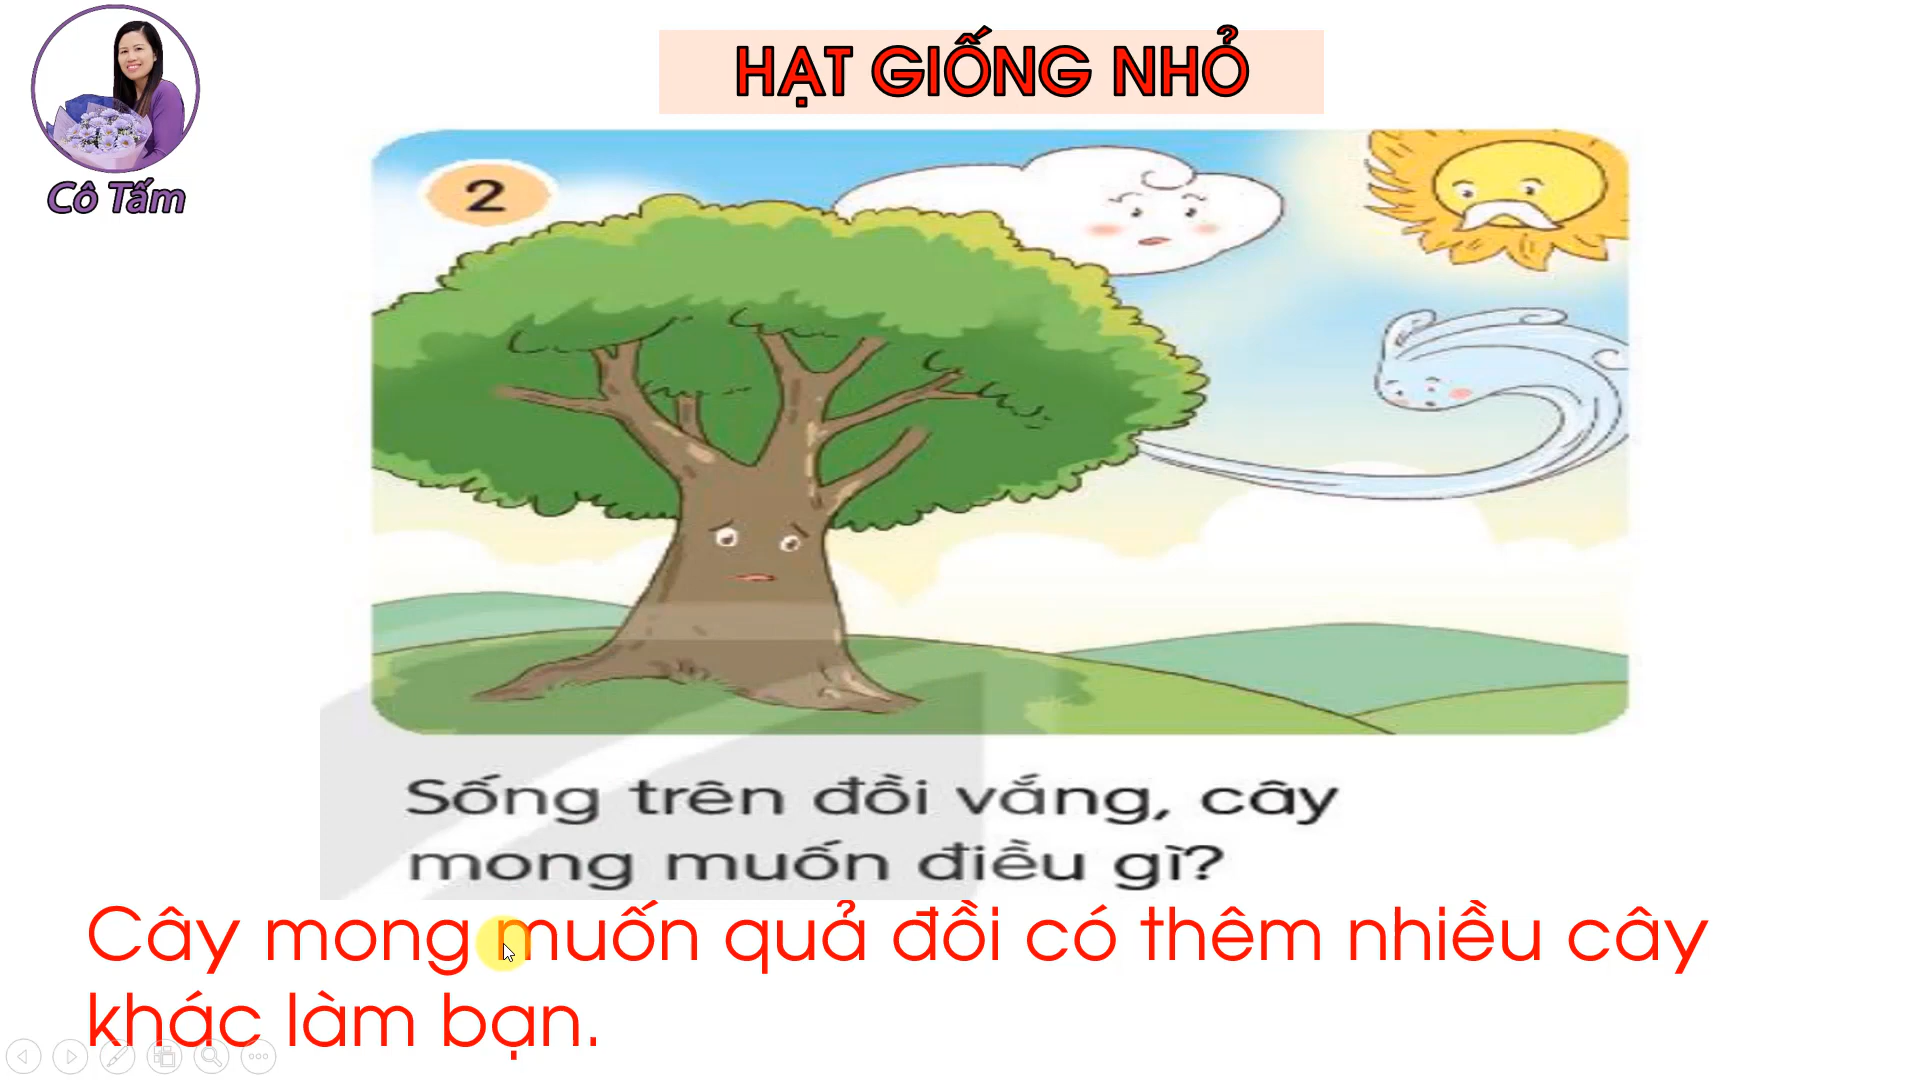 HẠT GIỐNG NHỎ
Cô Tấm
2
Sống trên đồi vắng, cây
mong muốn điều gì?
Cây mong muốn quả đồi có thêm nhiều cây
khác làm bạn.